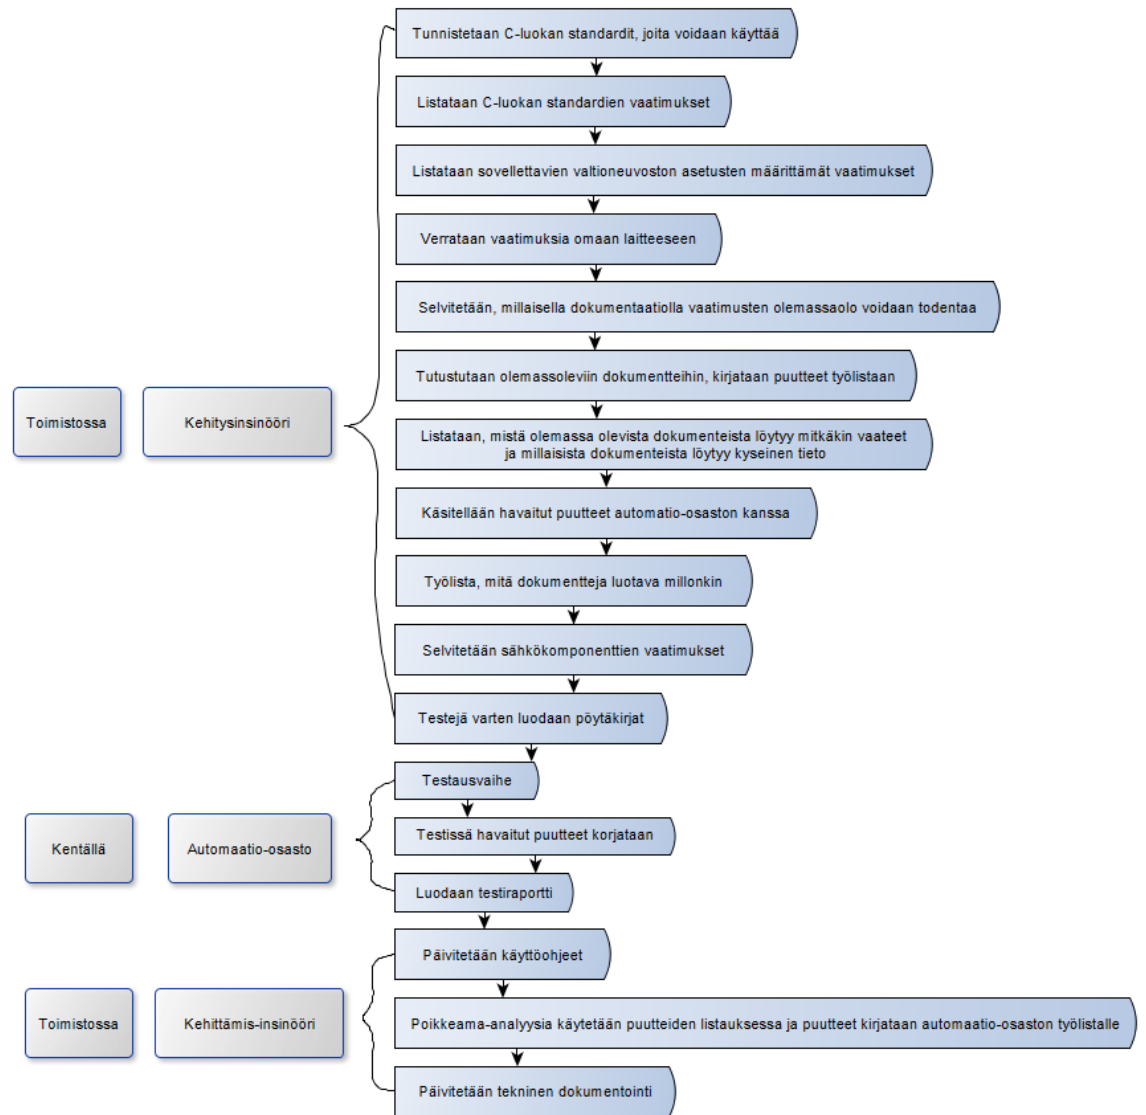 Tunnistetaan C-luokan standardit, joita voidaan käyttää
Listataan C-luokan standardien vaatimukset
Listataan sovellettavien valtioneuvoston asetusten määrittämät vaatimukset
Verrataan vaatimuksia omaan laitteeseen
Selvitetään, millaisella dokumentaatiolla vaatimusten olemassaolo voidaan todentaa
Tutustutaan olemassoleviin dokumentteihin, kirjataan puutteet työlistaan
Toimistossa
Kehitysinsinööri
Listataan, mistä olemassa olevista dokumenteista löytyy mitkäkin vaateet
ja millaisista dokumenteista löytyy kyseinen tieto
Käsitellään havaitut puutteet automatio-osaston kanssa
Työlista, mitä dokumentteja luotava millonkin
Selvitetään sähkökomponenttien vaatimukset
Testejä varten luodaan pöytäkirjat
Testausvaihe
Testissä havaitut puutteet korjataan
Kentällä
Automaatio-osasto
Luodaan testiraportti
Päivitetään käyttöohjeet
Toimistossa
Kehittämis-insinööri
Poikkeama-analyysia käytetään puutteiden listauksessa ja puutteet kirjataan automaatio-osaston työlistalle
Päivitetään tekninen dokumentointi